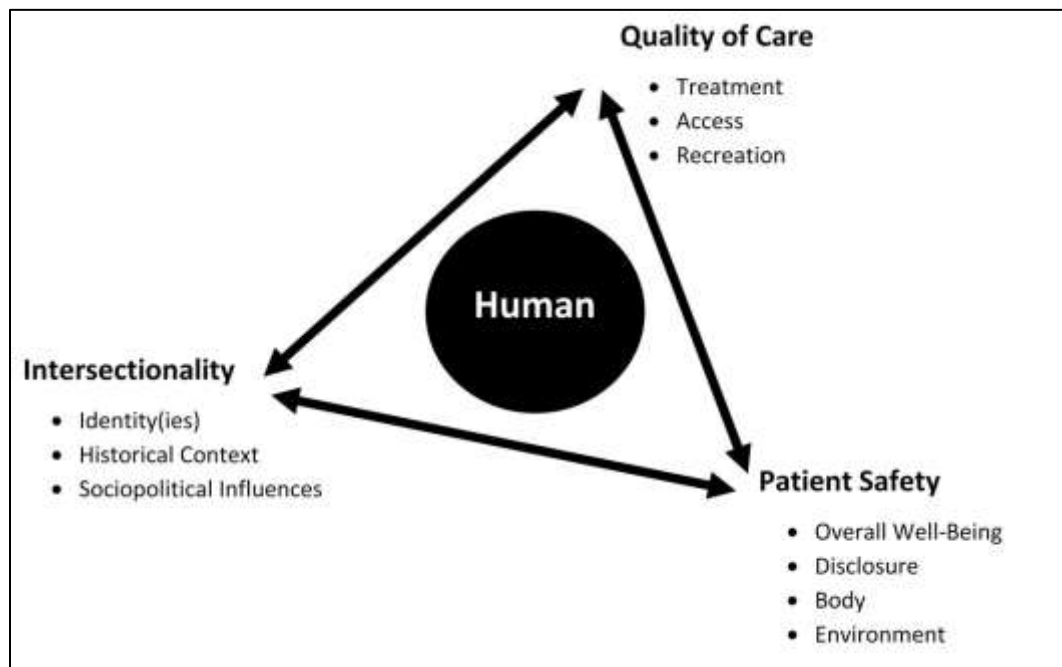 Quality of Care
• Treatment
• Access
• Recreation
Human
Intersectionality
• Identity(ies)
• Historical Context
• Sociopolitical Influences
Patient Safety
• Overall Well-Being
• Disclosure
• Body
• Environment